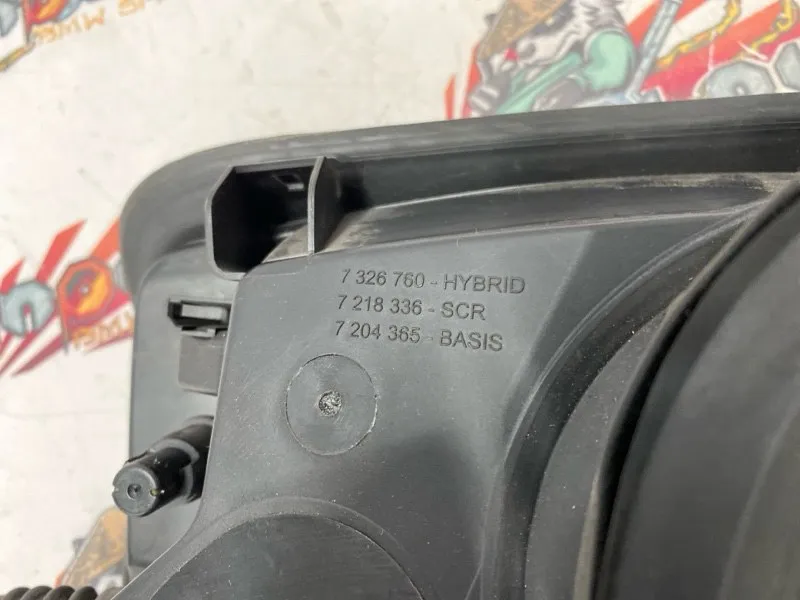 7 326 760 - HYBRID
7 218 336 - SCR
7 204 365 - BASIS